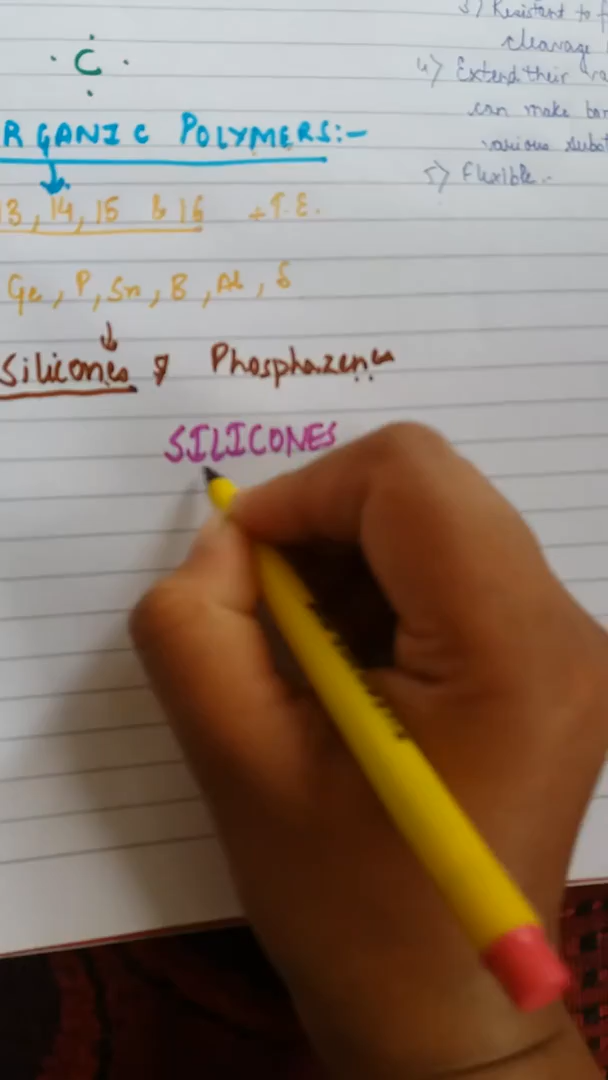 3) Resistant to
cleavage
4) Extend their
can make
various
5) Flexible.-
· C ·
RGANIC POLYMERS:-
13, 14, 15 & 16 + T.E.
Ge, P, Sn, B, Al, S
Silicones & Phosphazenes
SILICONES